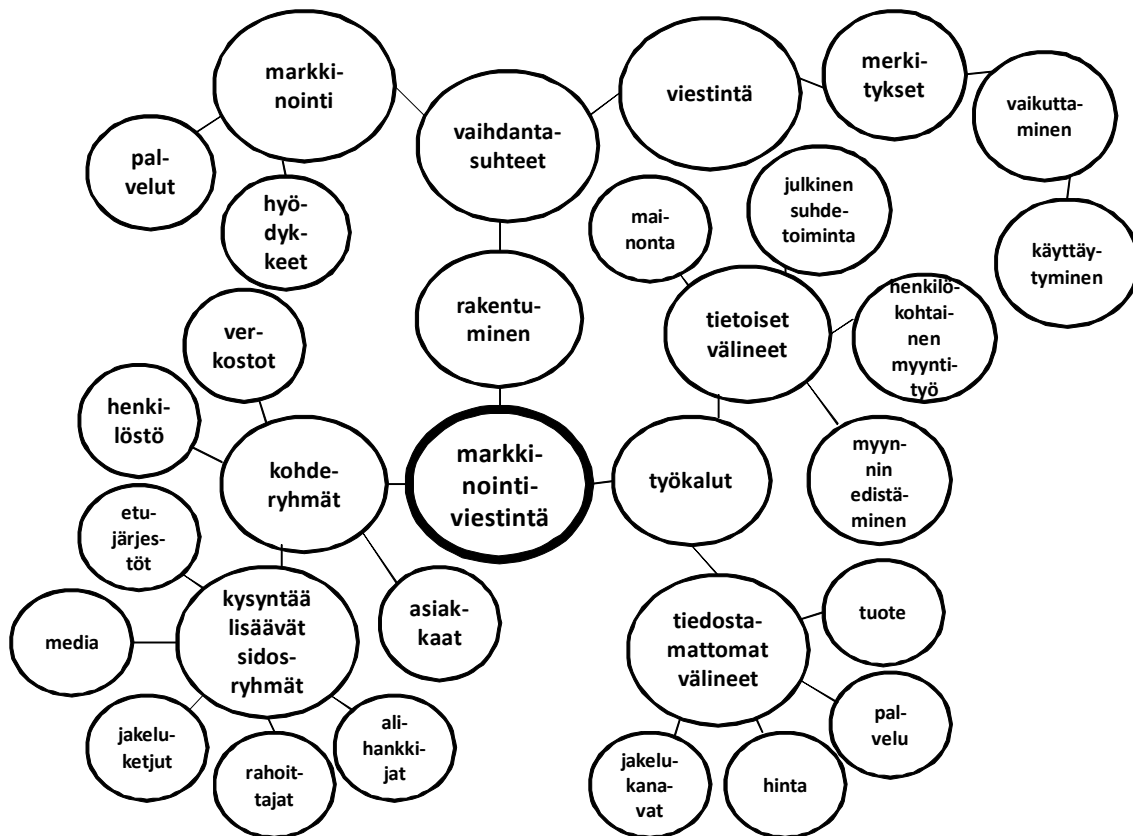 markki-
nointi
viestintä
merki-
tykset
vaikutta-
minen
vaihdanta-
suhteet
pal-
velut
hyö-
dyk-
keet
mai-
nonta
julkinen
suhde-
toiminta
käyttäy-
tyminen
rakentu-
minen
tietoiset
välineet
henkilö-
kohtai-
nen
myynti-
työ
ver-
kostot
henki-
löstö
kohde-
ryhmät
markki-
nointi-
viestintä
työkalut
myyn-
nin
edistä-
minen
etu-
järjes-
töt
media
kysyntää
lisäävät
sidos-
ryhmät
asiak-
kaat
tiedosta-
mattomat
välineet
tuote
pal-
velu
jakelu-
ketjut
rahoit-
tajat
ali-
hankki-
jat
jakelu-
kana-
vat
hinta